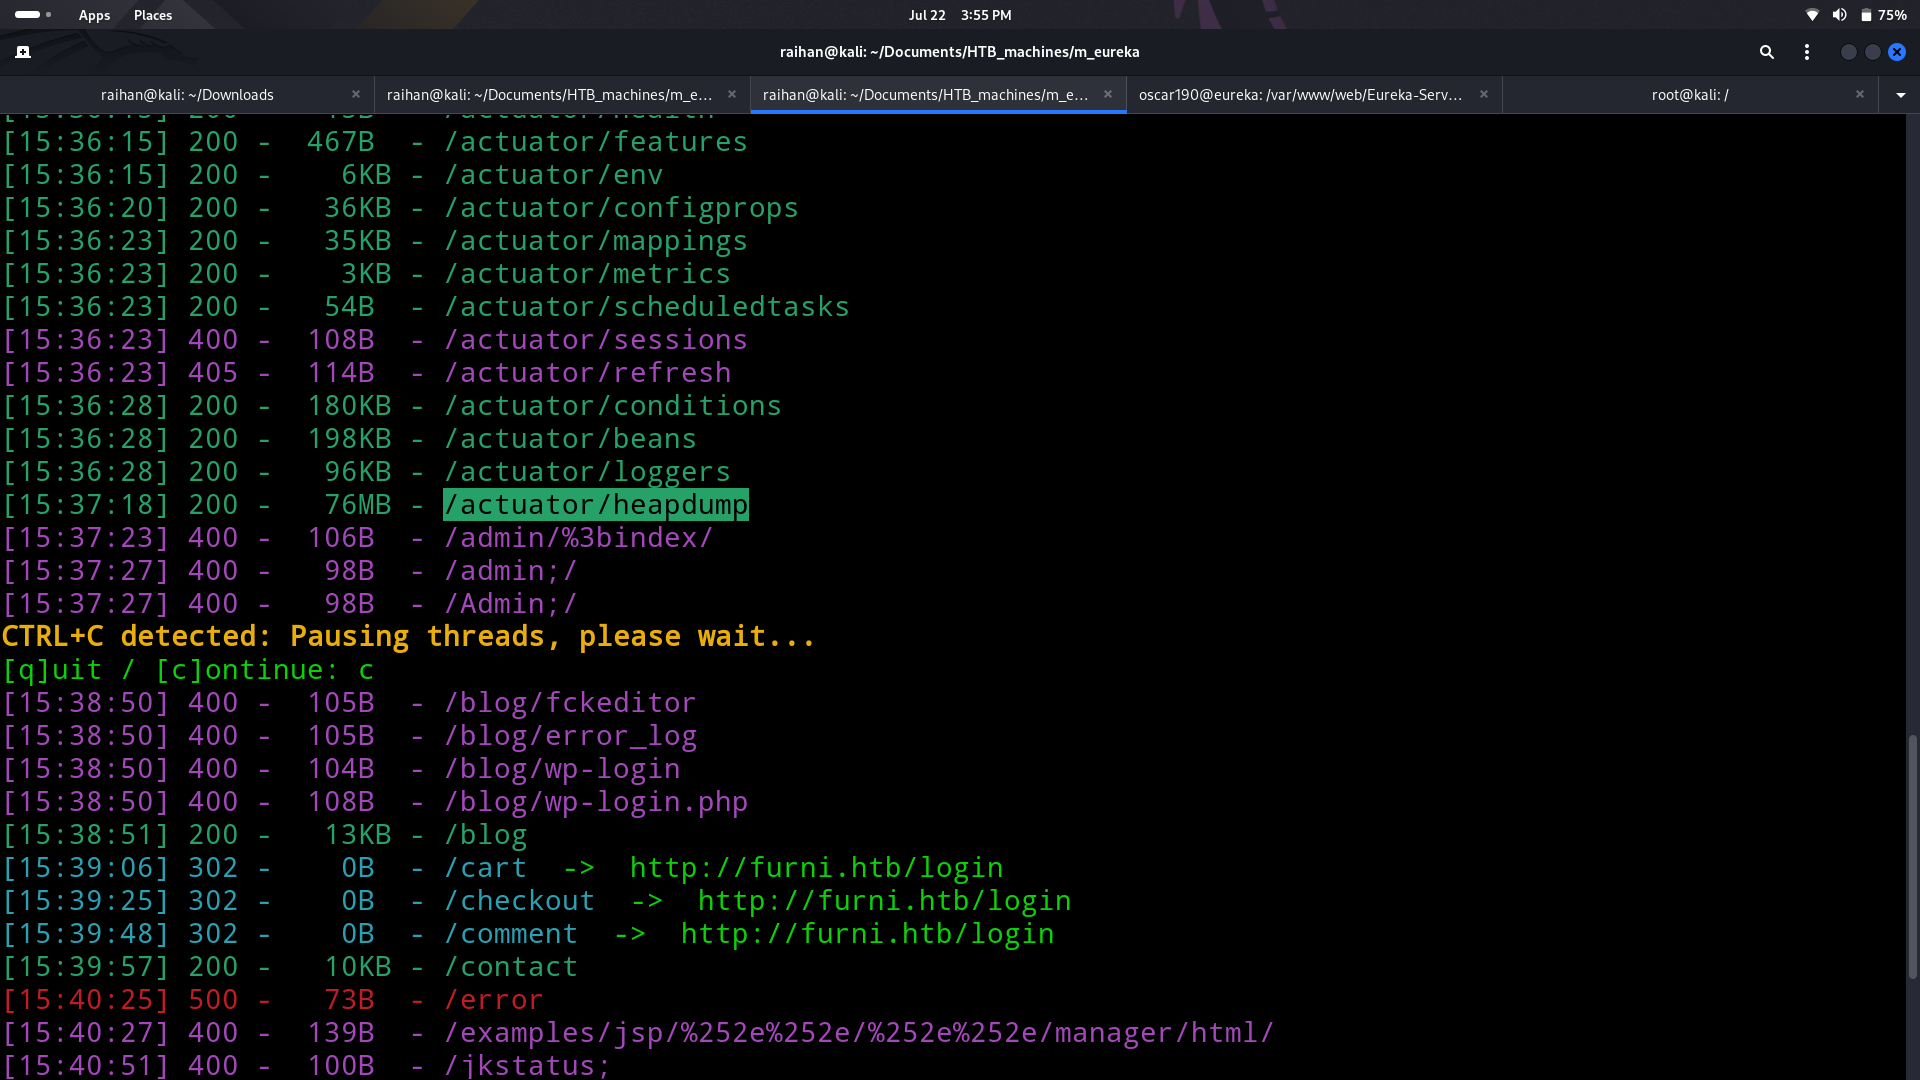 Apps Places Jul 22 3:55 PM 75%
raihan@kali: ~/Documents/HTB_machines/m_eureka
raihan@kali: ~/Downloads × raihan@kali: ~/Documents/HTB_machines/m_e... × raihan@kali: ~/Documents/HTB_machines/m_e... × oscar190@eureka: /var/www/web/Eureka-Serv... × root@kali: / ×
[15:36:15] 200 - 467B - /actuator/features
[15:36:15] 200 - 6KB - /actuator/env
[15:36:20] 200 - 36KB - /actuator/configprops
[15:36:23] 200 - 35KB - /actuator/mappings
[15:36:23] 200 - 3KB - /actuator/metrics
[15:36:23] 200 - 54B - /actuator/scheduledtasks
[15:36:23] 400 - 108B - /actuator/sessions
[15:36:23] 405 - 114B - /actuator/refresh
[15:36:28] 200 - 180KB - /actuator/conditions
[15:36:28] 200 - 198KB - /actuator/beans
[15:36:28] 200 - 96KB - /actuator/loggers
[15:37:18] 200 - 76MB - /actuator/heapdump
[15:37:23] 400 - 106B - /admin/%3bindex/
[15:37:27] 400 - 98B - /admin;/
[15:37:27] 400 - 98B - /Admin;/
CTRL+C detected: Pausing threads, please wait...
[q]uit / [c]ontinue: c
[15:38:50] 400 - 105B - /blog/fckeditor
[15:38:50] 400 - 105B - /blog/error_log
[15:38:50] 400 - 104B - /blog/wp-login
[15:38:50] 400 - 108B - /blog/wp-login.php
[15:38:51] 200 - 13KB - /blog
[15:39:06] 302 - 0B - /cart -> http://furni.htb/login
[15:39:25] 302 - 0B - /checkout -> http://furni.htb/login
[15:39:48] 302 - 0B - /comment -> http://furni.htb/login
[15:39:57] 200 - 10KB - /contact
[15:40:25] 500 - 73B - /error
[15:40:27] 400 - 139B - /examples/jsp/%252e%252e/%252e%252e/manager/html/
[15:40:51] 400 - 100B - /jkstatus;